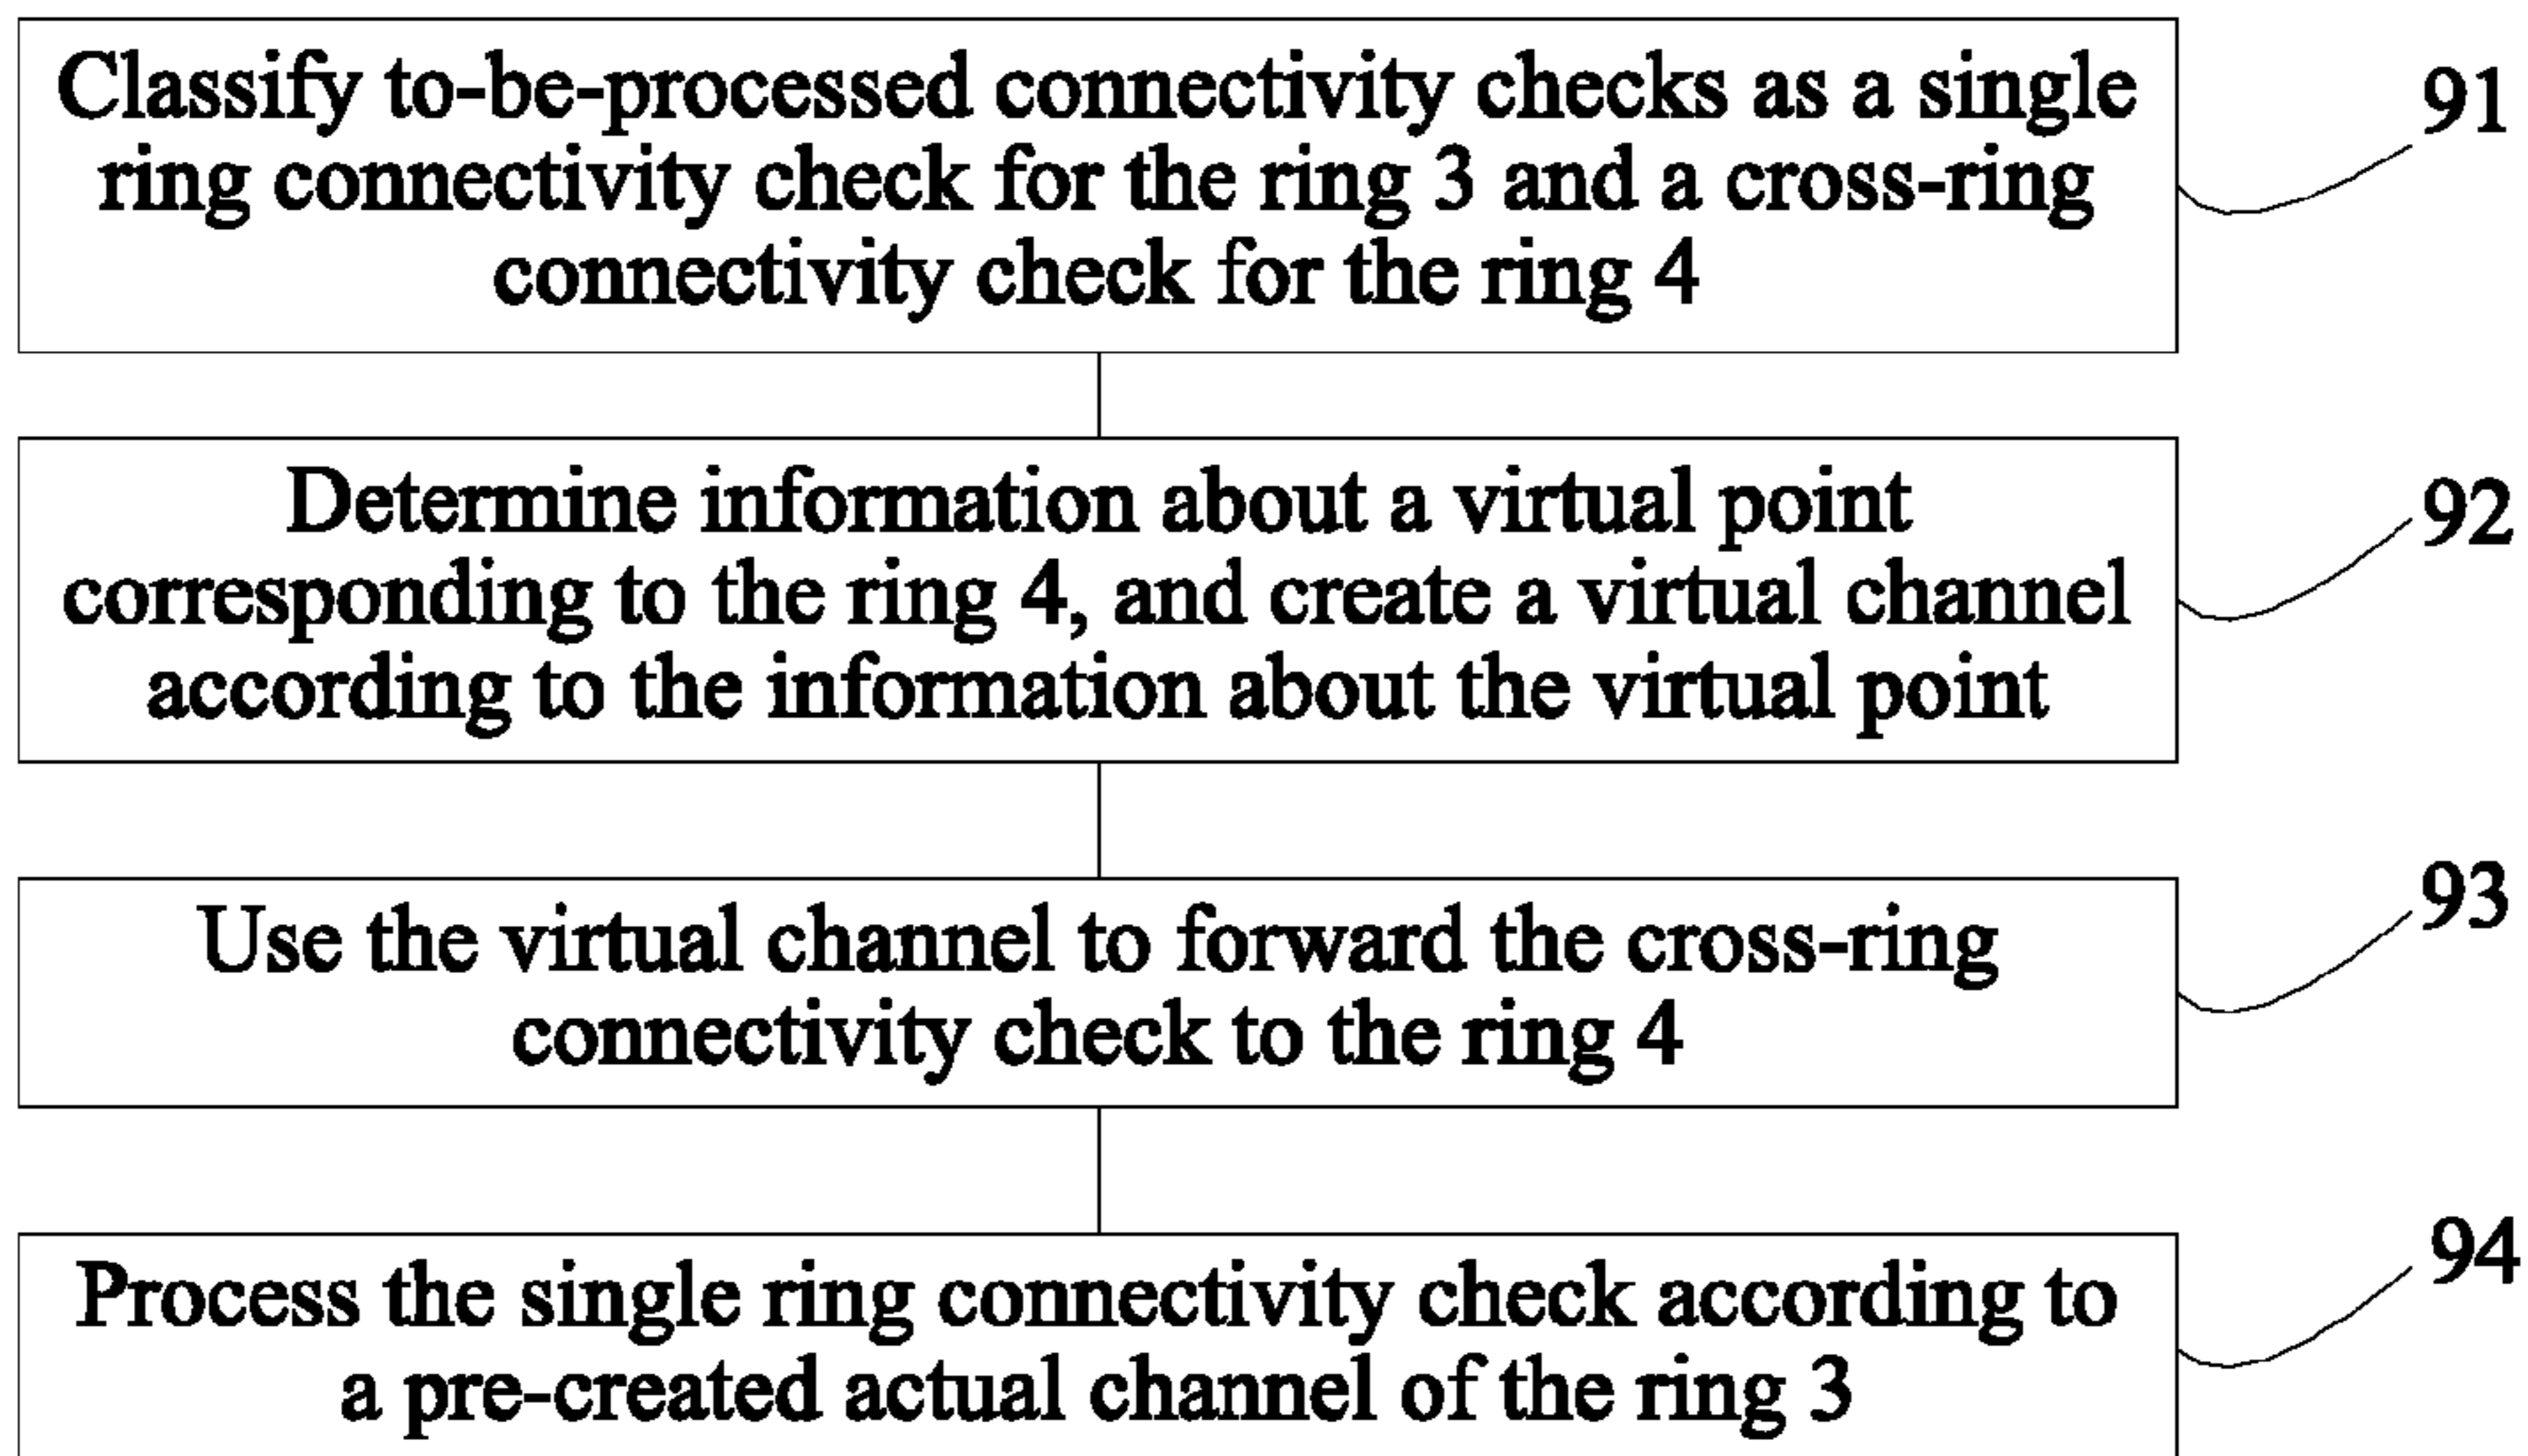 Classify to-be-processed connectivity checks as a single
ring connectivity check for the ring 3 and a cross-ring
connectivity check for the ring 4
91
Determine information about a virtual point
corresponding to the ring 4, and create a virtual channel
according to the information about the virtual point
92
Use the virtual channel to forward the cross-ring
connectivity check to the ring 4
93
Process the single ring connectivity check according to
a pre-created actual channel of the ring 3
94